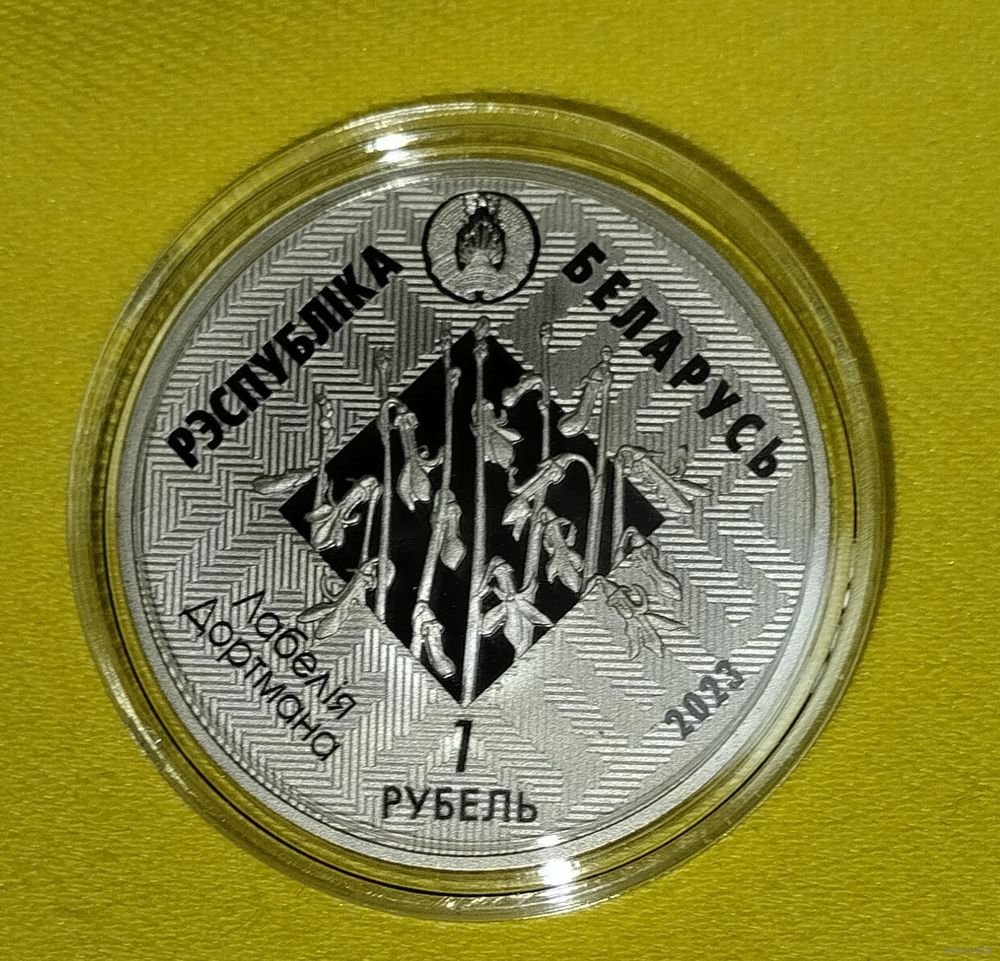 РЭСПУБЛІКА БЕЛАРУСЬ
Лабелія
Дортмана
2023
1
РУБЕЛЬ